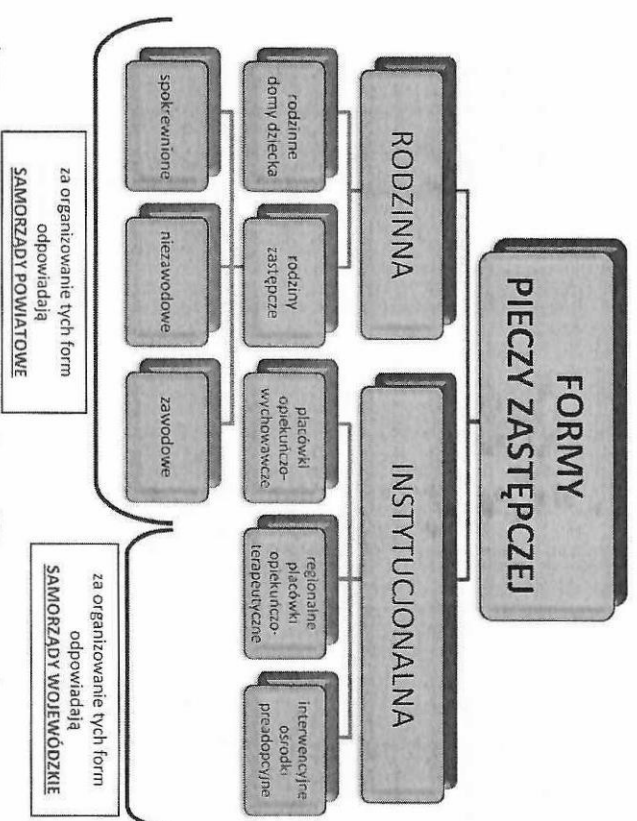 FORMY
PIECZY ZASTĘPCZEJ
RODZINNA
INSTYTUCJONALNA
rodzinne
domy dziecka
rodziny
zastępcze
placówki
opiekuńczo-
wychowawcze
regionalne
placówki
opiekuńczo-
terapeutyczne
interwencyjne
ośrodki
preadopcyjne
spokrewnione
niezawodowe
zawodowe
za organizowanie tych form
odpowiadają
SAMORZĄDY POWIATOWE
za organizowanie tych form
odpowiadają
SAMORZĄDY WOJEWÓDZKIE